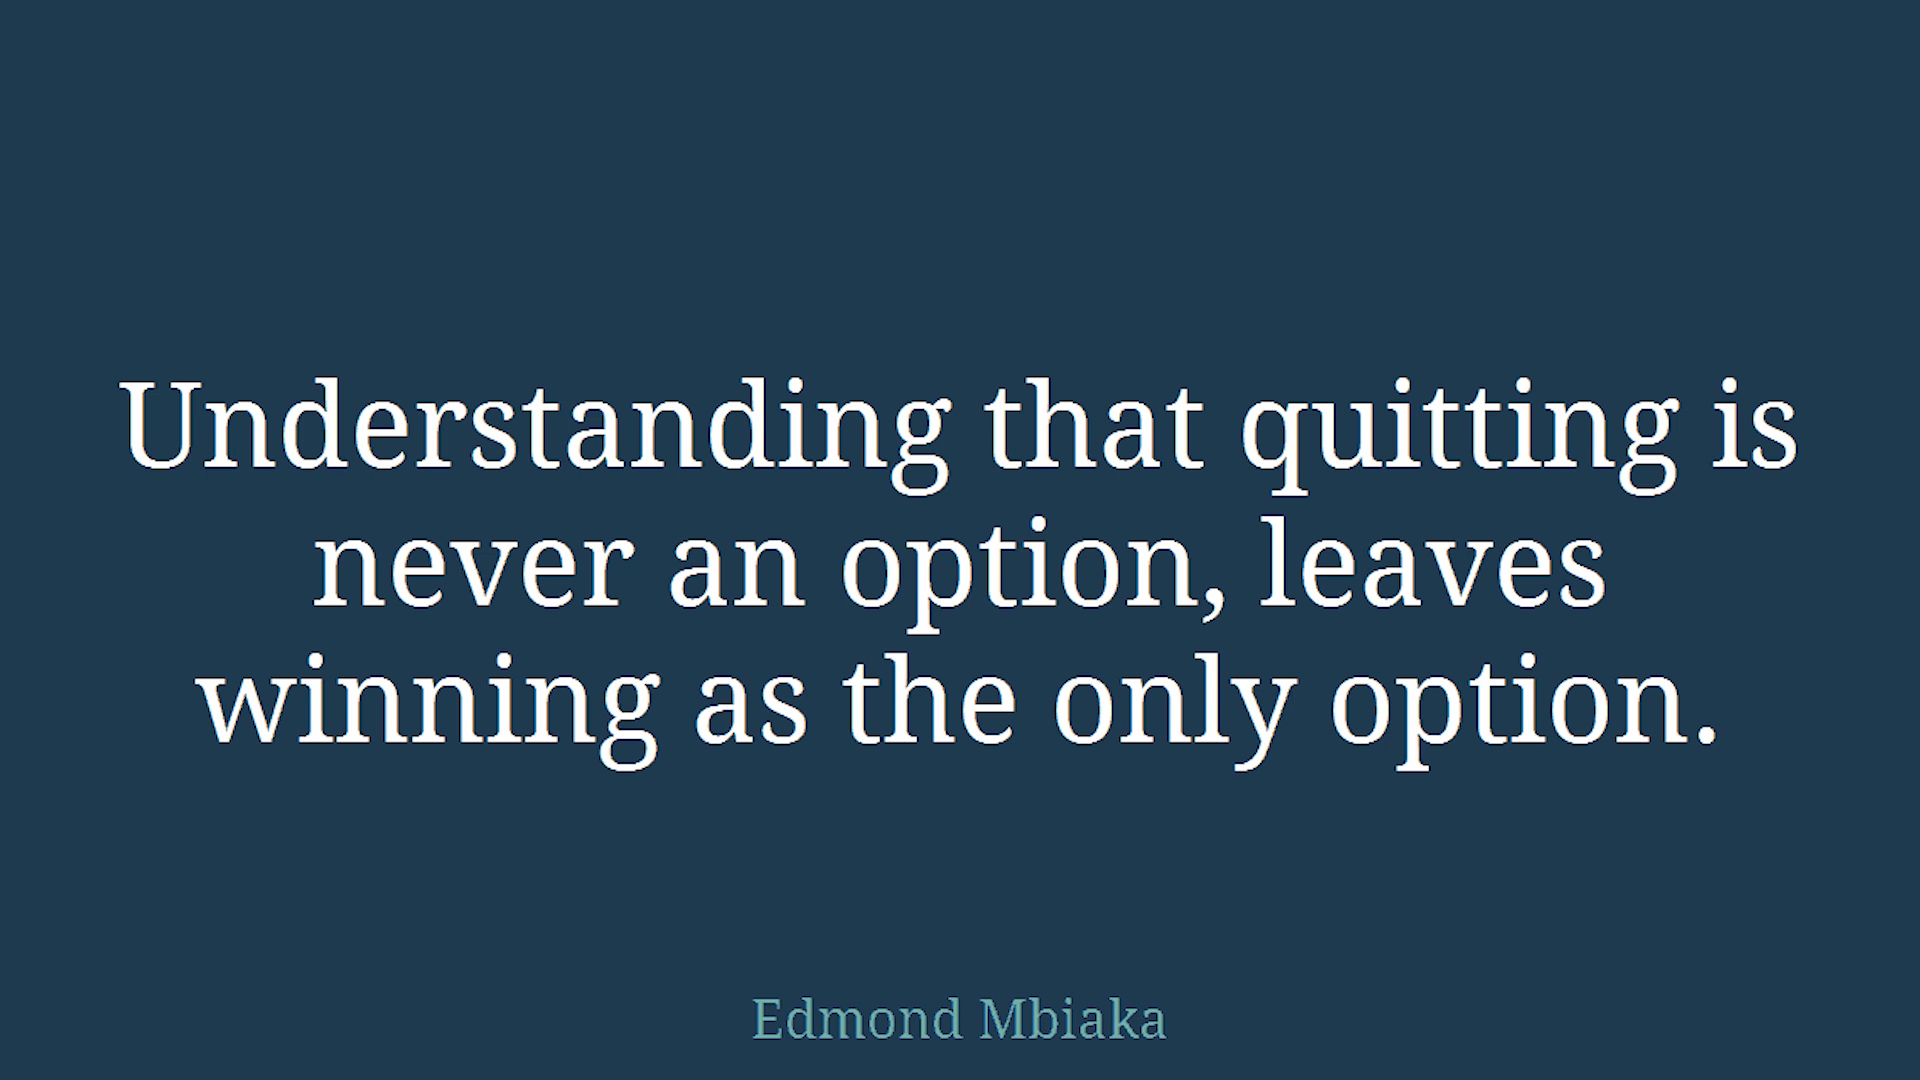 Understanding that quitting is
never an option, leaves
winning as the only option.
Edmond Mbiaka